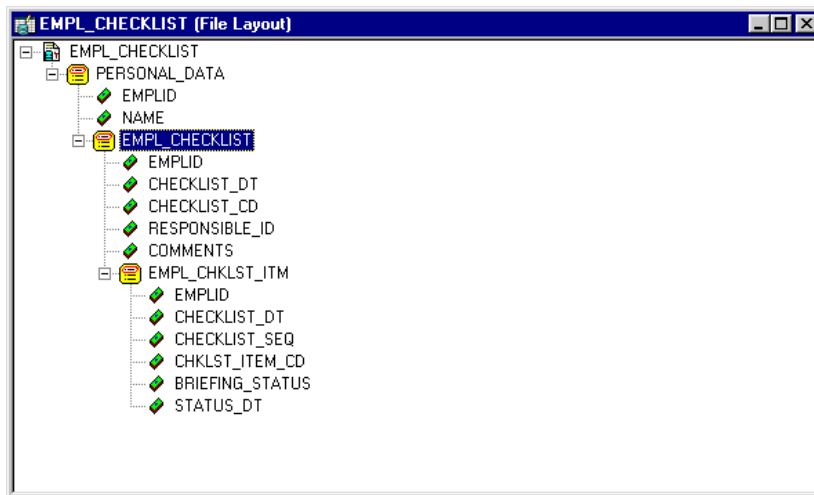 EMPL_CHECKLIST (File Layout)
EMPL_CHECKLIST
PERSONAL_DATA
EMPLID
NAME
EMPL_CHECKLIST
EMPLID
CHECKLIST_DT
CHECKLIST_CD
RESPONSIBLE_ID
COMMENTS
EMPL_CHKLST_ITM
EMPLID
CHECKLIST_DT
CHECKLIST_SEQ
CHKLST_ITEM_CD
BRIEFING_STATUS
STATUS_DT